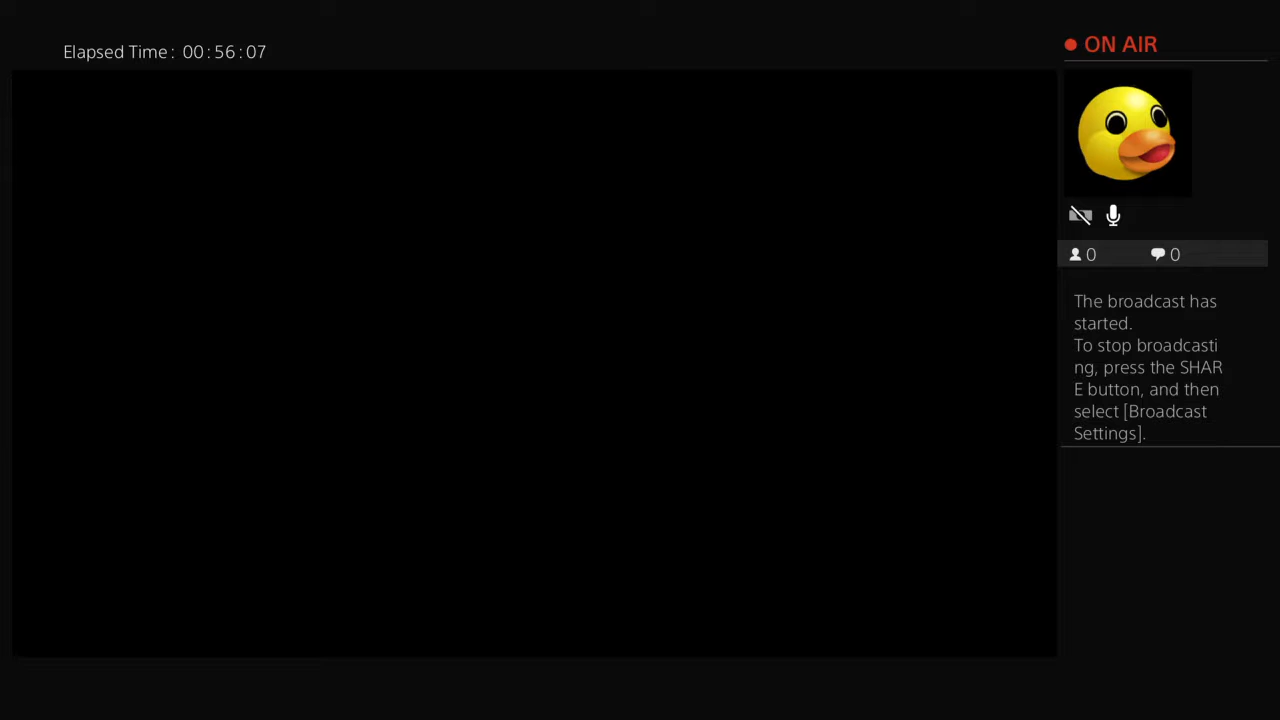 Elapsed Time: 00:56:07
ON AIR
0 0
The broadcast has
started.
To stop broadcasti
ng, press the SHAR
E button, and then
select [Broadcast
Settings].